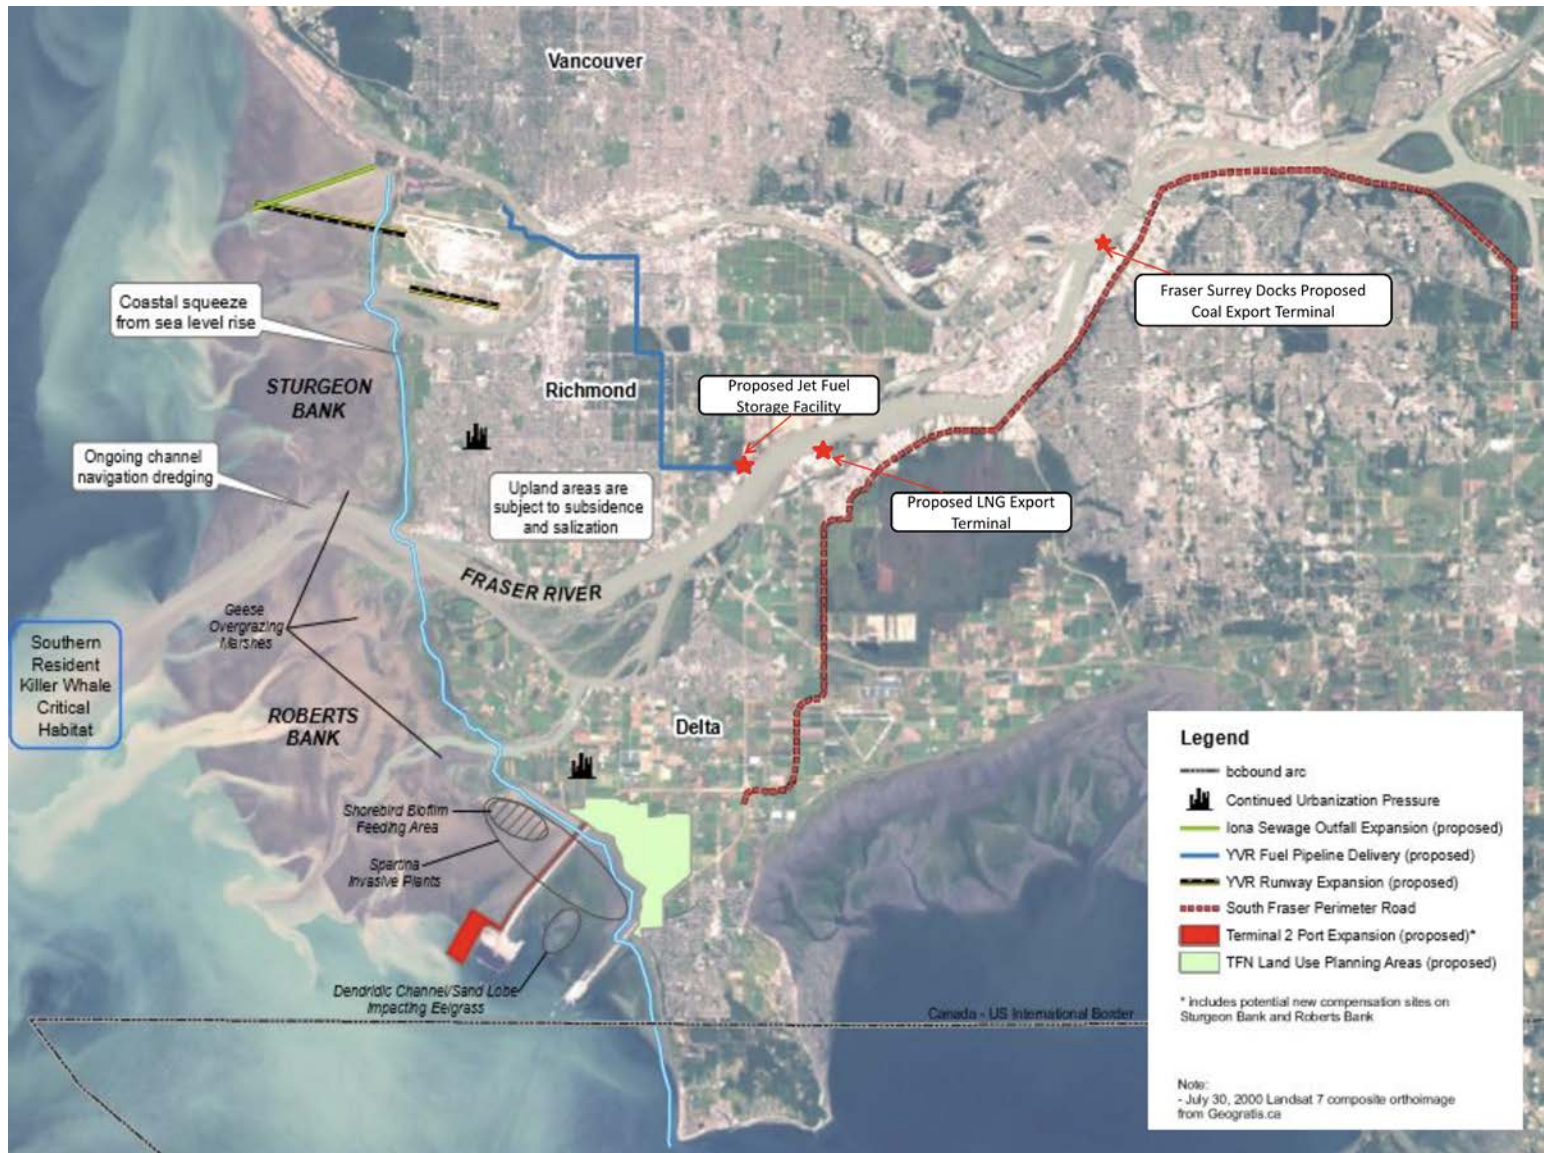 Vancouver
Coastal squeeze
from sea level rise
Fraser Surrey Docks Proposed
Coal Export Terminal
STURGEON
BANK
Richmond
Proposed Jet Fuel
Storage Facility
Ongoing channel
navigation dredging
Upland areas are
subject to subsidence
and salization
Proposed LNG Export
Terminal
FRASER RIVER
Geese
Overgrazing
Marshes
Southern
Resident
Killer Whale
Critical
Habitat
ROBERTS
BANK
Delta
Shorebird Biofilm
Feeding Area
Spartina
Invasive Plants
Dendridic Channel/Sand Lobe
Impacting Eelgrass
Canada - US International Border
Legend
bcbound arc
Continued Urbanization Pressure
Iona Sewage Outfall Expansion (proposed)
YVR Fuel Pipeline Delivery (proposed)
YVR Runway Expansion (proposed)
South Fraser Perimeter Road
Terminal 2 Port Expansion (proposed)*
TFN Land Use Planning Areas (proposed)
* includes potential new compensation sites on
Sturgeon Bank and Roberts Bank
Note:
- July 30, 2000 Landsat 7 composite orthoimage
from Geogratis.ca